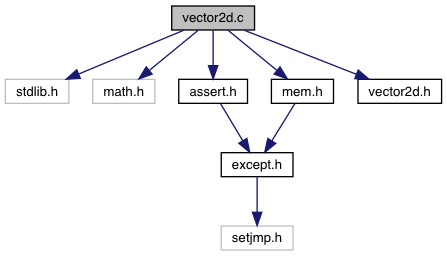 vector2d.c
stdlib.h
math.h
assert.h
mem.h
vector2d.h
except.h
setjmp.h